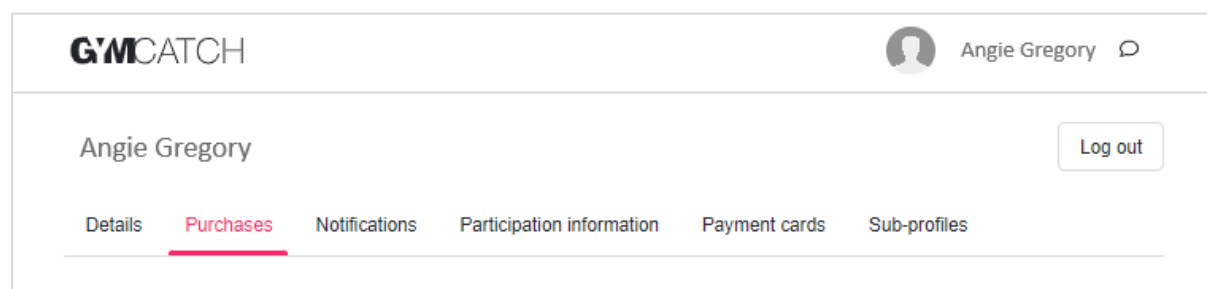 GYMCATCH
Angie Gregory
Angie Gregory
Log out
Details Purchases Notifications Participation information Payment cards Sub-profiles